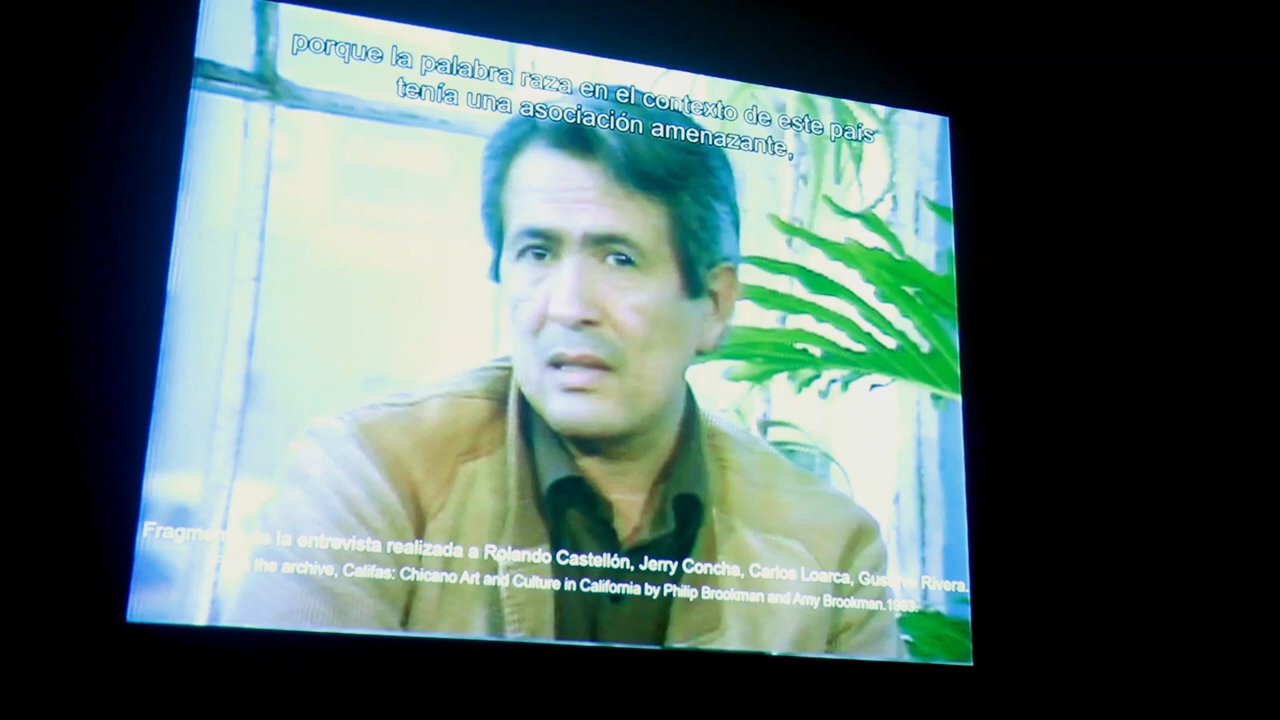 porque la palabra raza en el contexto de este país
tenía una asociación amenazante,
de la entrevista realizada a Rolando Castellón, Jerry Concha, Carlos Loarca, Rivera.
the archive, Califas: Chicano Art and Culture in California by Philip Brookman and Amy Brookman.